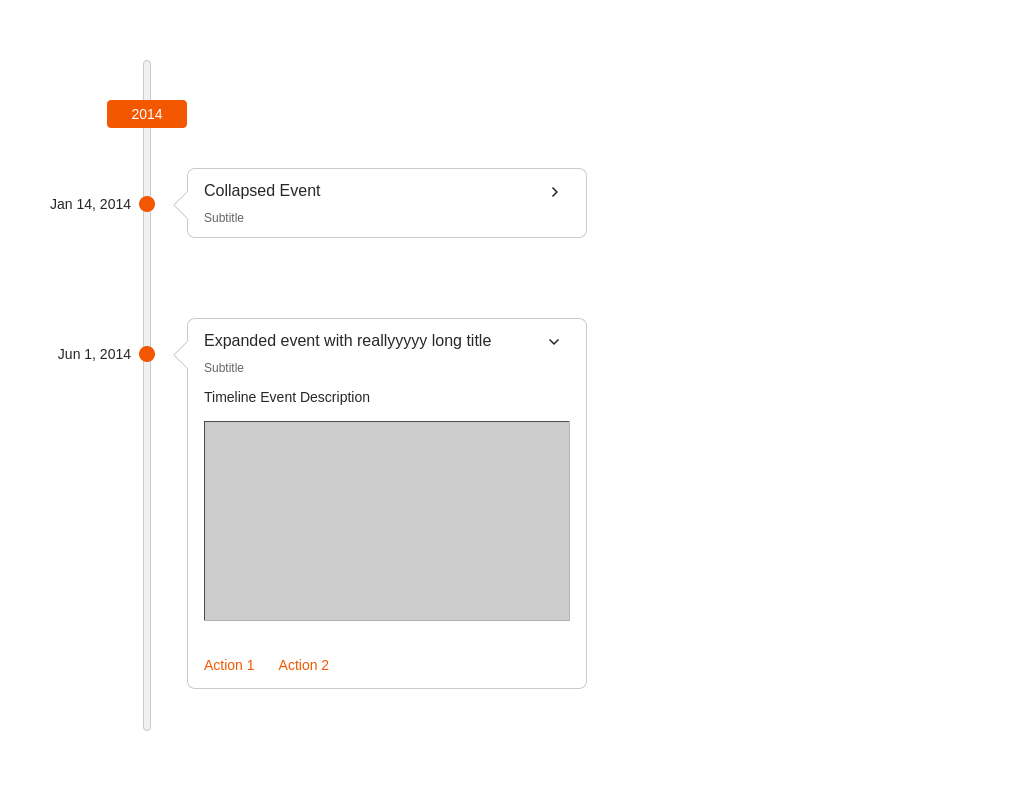 2014
Jan 14, 2014
Collapsed Event
Subtitle
Jun 1, 2014
Expanded event with reallyyyyy long title
Subtitle
Timeline Event Description
Action 1 Action 2